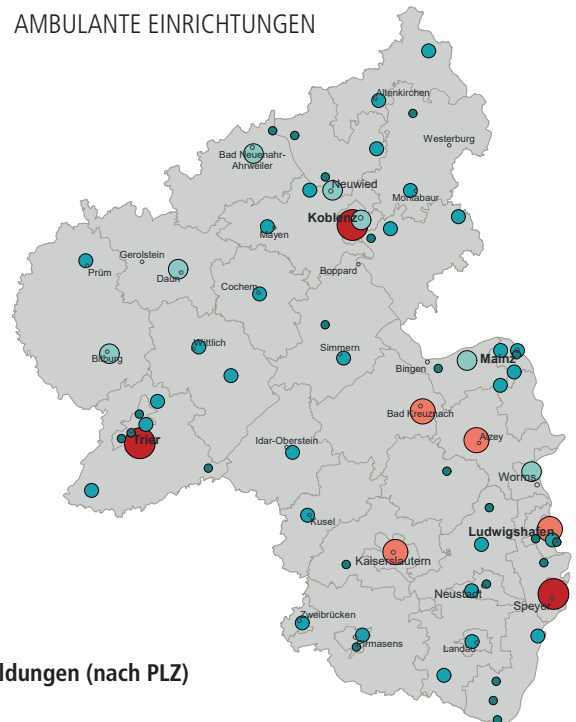 AMBULANTE EINRICHTUNGEN
Altenkirchen
Westerburg
Bad Neuenahr-
Ahrweiler
Neuwied
Montabaur
Koblenz
Mayen
Gerolstein
Prüm
Daun
Boppard
Cochem
Wittlich
Simmern
Bitburg
Bingen
Mainz
Bad Kreuznach
Alzey
Trier
Idar-Oberstein
Worms
Kusel
Ludwigshafen
Kaiserslautern
Neustadt
Speyer
Zweibrücken
Pirmasens
Landau
ldungen (nach PLZ)